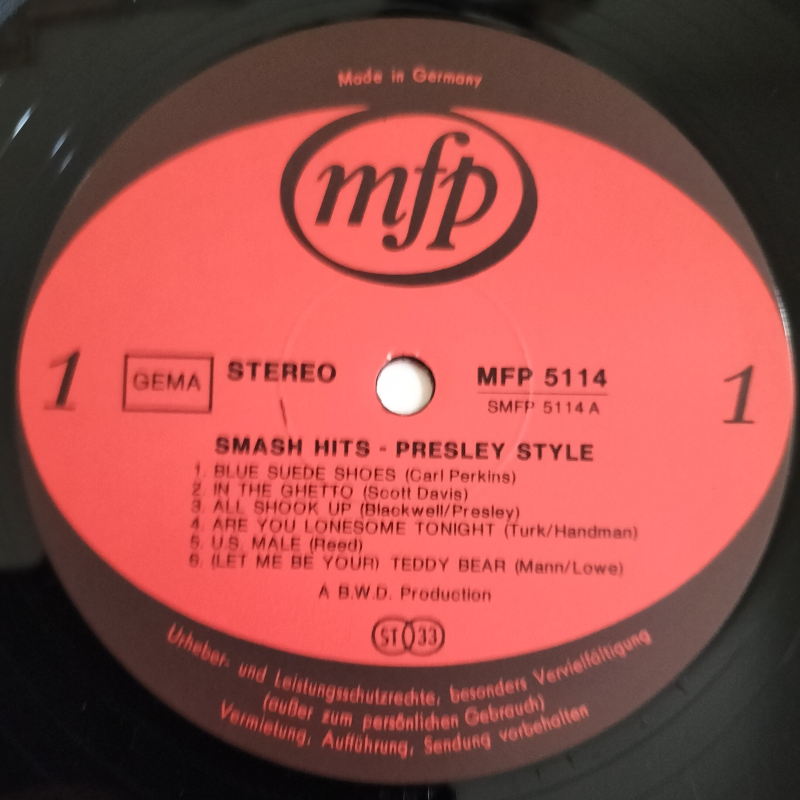 Made in Germany
mfp
1
GEMA
STEREO
MFP 5114
SMFP 5114 A
1
SMASH HITS - PRESLEY STYLE
1. BLUE SUEDE SHOES (Carl Perkins)
2. IN THE GHETTO (Scott Davis)
3. ALL SHOOK UP (Blackwell/Presley)
4. ARE YOU LONESOME TONIGHT (Turk/Handman)
5. U.S. MALE (Reed)
6. (LET ME BE YOUR) TEDDY BEAR (Mann/Lowe)
A B.W.D. Production
ST 33
Urheber- und Leistungsschutzrechte, besonders Vervielfältigung
(außer zum persönlichen Gebrauch)
Vermietung, Aufführung, Sendung vorbehalten